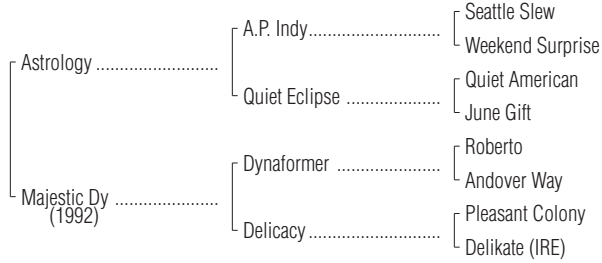 Seattle Slew
A.P. Indy
Weekend Surprise
Astrology
Quiet American
Quiet Eclipse
June Gift
Roberto
Dynaformer
Andover Way
Majestic Dy
(1992)
Pleasant Colony
Delicacy
Delikate (IRE)